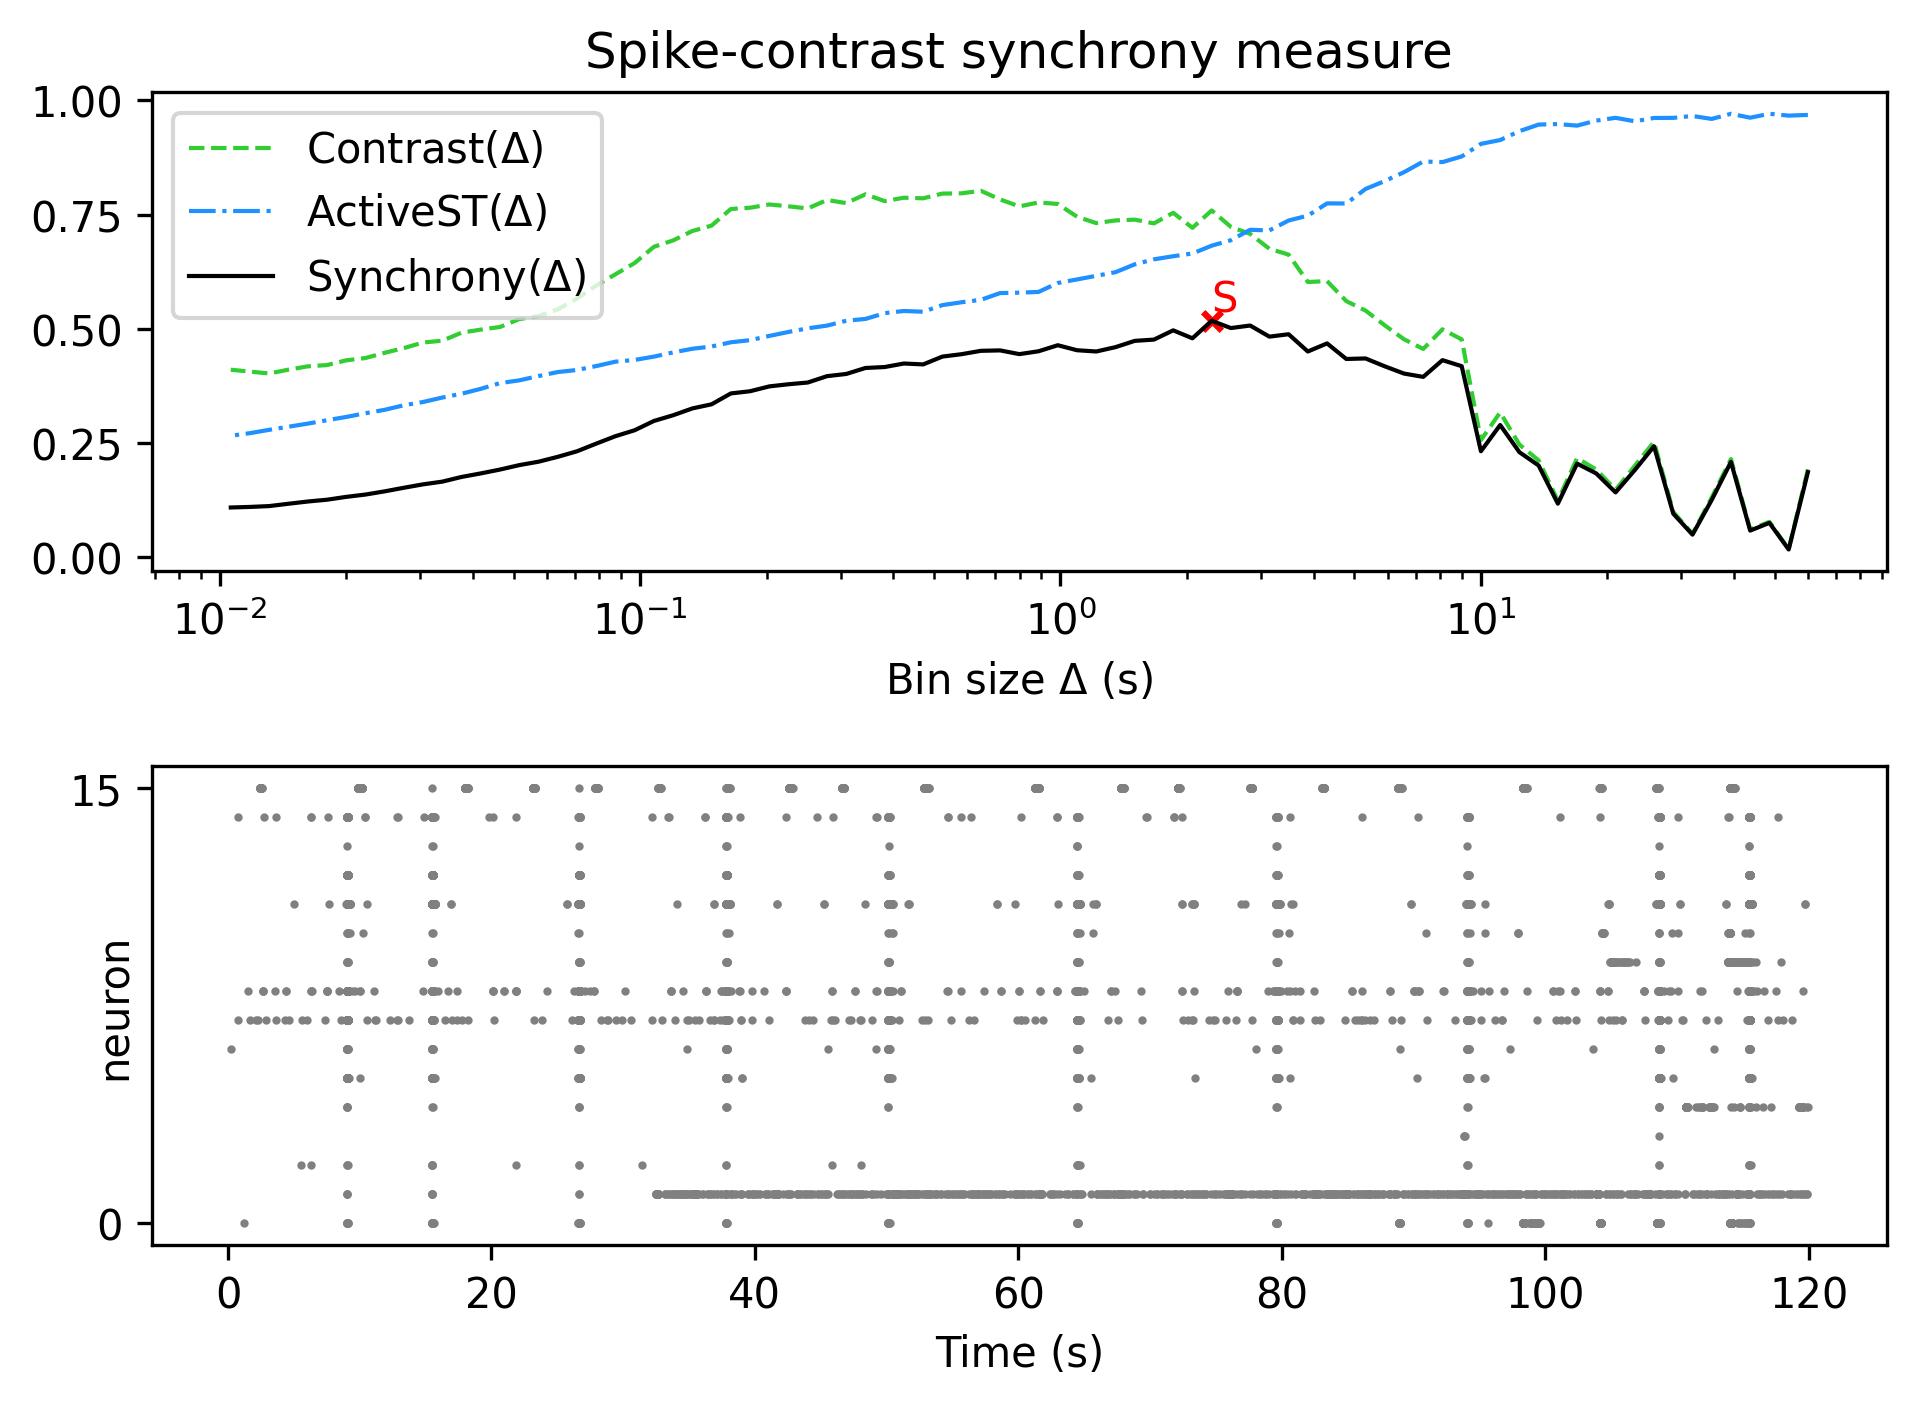 Spike-contrast synchrony measure
1.00
0.75
0.50
0.25
0.00
Contrast(Δ)
ActiveST(Δ)
Synchrony(Δ)
S
10⁻² 10⁻¹ 10⁰ 10¹
Bin size Δ (s)
15
0
neuron
0 20 40 60 80 100 120
Time (s)